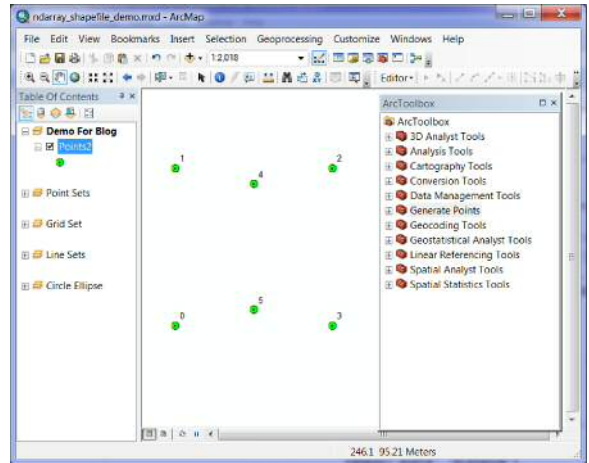 ndarray_shapefile_demo.mxd - ArcMap
File Edit View Bookmarks Insert Selection Geoprocessing Customize Windows Help
1:2,018
Editor
Table Of Contents
ArcToolbox
Demo For Blog
Points2
Point Sets
Grid Set
Line Sets
Circle Ellipse
1
2
4
0
5
3
ArcToolbox
3D Analyst Tools
Analysis Tools
Cartography Tools
Conversion Tools
Data Management Tools
Generate Points
Geocoding Tools
Geostatistical Analyst Tools
Linear Referencing Tools
Spatial Analyst Tools
Spatial Statistics Tools
246.1 95.21 Meters